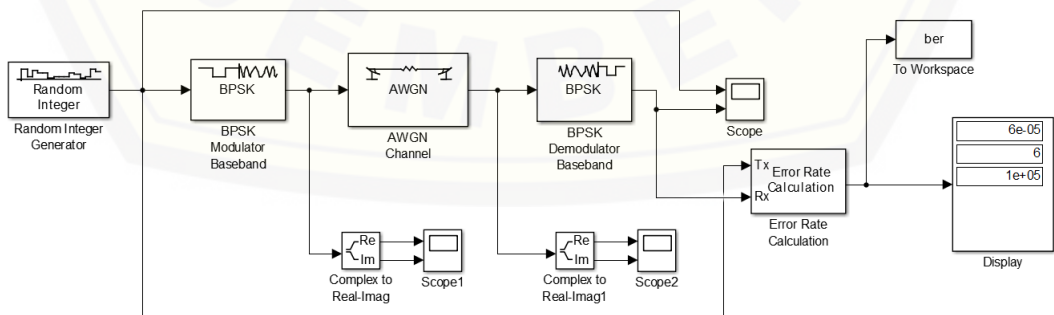 Random
Integer
Random Integer
Generator
BPSK
BPSK
Modulator
Baseband
AWGN
AWGN
Channel
BPSK
BPSK
Demodulator
Baseband
Scope
ber
To Workspace
Tx
Rx
Error Rate
Calculation
Error Rate
Calculation
6e-05
6
1e+05
Display
Re
Im
Complex to
Real-Imag
Scope1
Re
Im
Complex to
Real-Imag1
Scope2